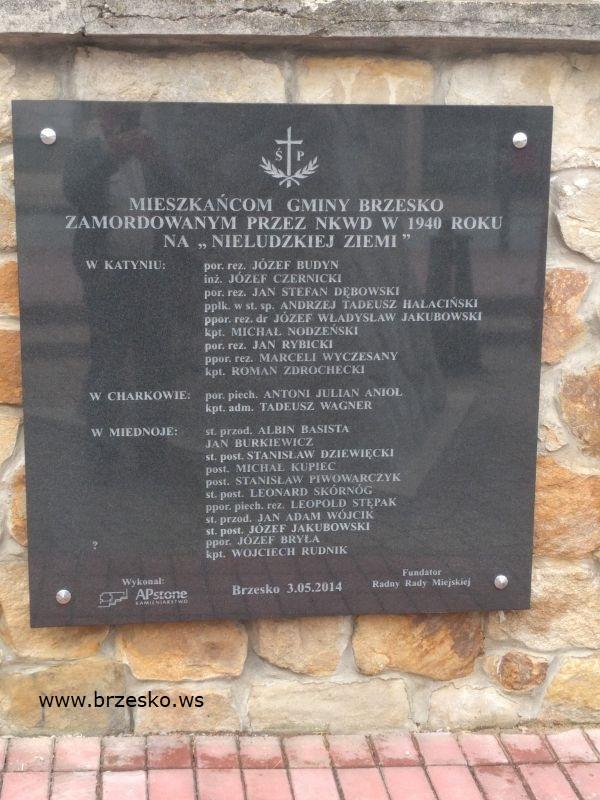 Ś P
MIESZKAŃCOM GMINY BRZESKO
ZAMORDOWANYM PRZEZ NKWD W 1940 ROKU
NA „ NIELUDZKIEJ ZIEMI ”
W KATYNIU: por. rez. JÓZEF BUDYN
inż. JÓZEF CZERNICKI
por. rez. JAN STEFAN DĘBOWSKI
ppłk. w st. sp. ANDRZEJ TADEUSZ HAŁACIŃSKI
ppor. rez. dr JÓZEF WŁADYSŁAW JAKUBOWSKI
kpt. MICHAŁ NODZEŃSKI
por. rez. JAN RYBICKI
ppor. rez. MARCELI WYCZESANY
kpt. ROMAN ZDROCHECKI
W CHARKOWIE: por. piech. ANTONI JULIAN ANIOŁ
kpt. adm. TADEUSZ WAGNER
W MIEDNOJE: st. przod. ALBIN BASISTA
JAN BURKIEWICZ
st. post. STANISŁAW DZIEWIĘCKI
post. MICHAŁ KUPIEC
post. STANISŁAW PIWOWARCZYK
st. post. LEONARD SKÓRNÓG
ppor. piech. rez. LEOPOLD STĘPAK
st. przod. JAN ADAM WÓJCIK
st. post. JÓZEF JAKUBOWSKI
? ppor. JÓZEF BRYŁA
kpt. WOJCIECH RUDNIK
Wykonał:
APstone
KAMIENIARSTWO
Brzesko 3.05.2014
Fundator
Radny Rady Miejskiej
www.brzesko.ws